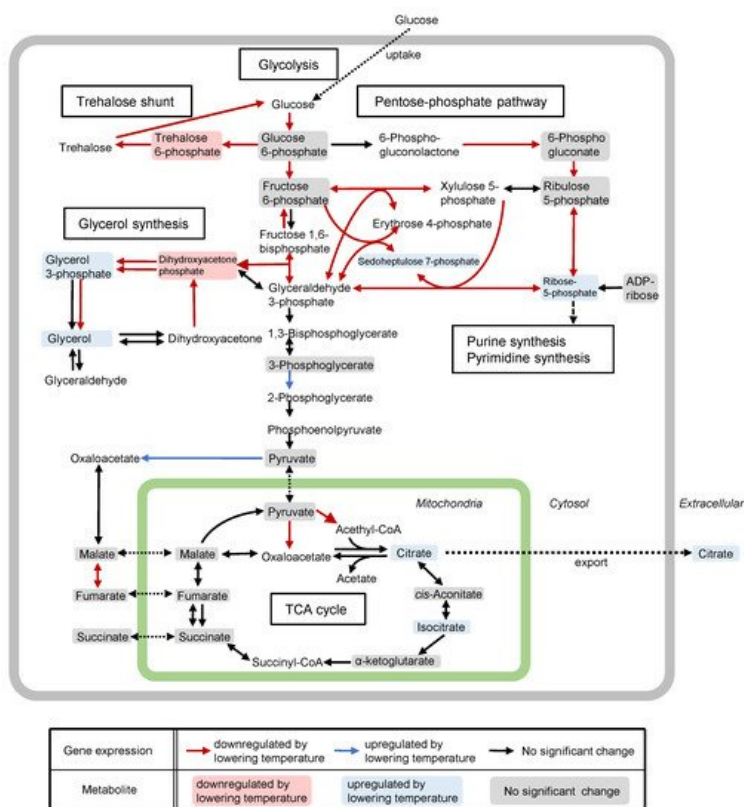 Glucose
uptake
Glycolysis
Trehalose shunt
Pentose-phosphate pathway
Glucose
Trehalose
Trehalose
6-phosphate
Glucose
6-phosphate
6-Phospho-
gluconolactone
6-Phospho
gluconate
Fructose
6-phosphate
Xylulose 5-
phosphate
Ribulose
5-phosphate
Glycerol synthesis
Erythrose 4-phosphate
Fructose 1,6-
bisphosphate
Glycerol
3-phosphate
Dihydroxyacetone
phosphate
Sedoheptulose 7-phosphate
Glyceraldehyde
3-phosphate
Ribose-
5-phosphate
ADP-
ribose
Glycerol
Dihydroxyacetone
1,3-Bisphosphoglycerate
Purine synthesis
Pyrimidine synthesis
3-Phosphoglycerate
Glyceraldehyde
2-Phosphoglycerate
Phosphoenolpyruvate
Oxaloacetate
Pyruvate
Pyruvate
Mitochondria
Cytosol
Extracellular
Acethyl-CoA
Malate
Malate
Oxaloacetate
Citrate
export
Citrate
Acetate
Fumarate
Fumarate
cis-Aconitate
TCA cycle
Isocitrate
Succinate
Succinate
Succinyl-CoA
α-ketoglutarate
Gene expression
downregulated by
lowering temperature
upregulated by
lowering temperature
No significant change
Metabolite
downregulated by
lowering temperature
upregulated by
lowering temperature
No significant change